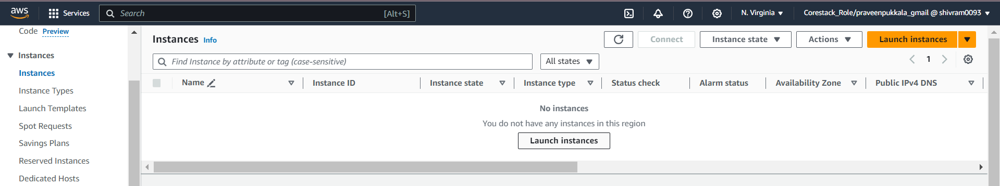 aws Services Search [Alt+S] N. Virginia Corestack_Role/praveenpukkala_gmail @ shivram0093
Code Preview
Instances
Instances
Instance Types
Launch Templates
Spot Requests
Savings Plans
Reserved Instances
Dedicated Hosts
Instances Info Connect Instance state Actions Launch instances
Find Instance by attribute or tag (case-sensitive) All states 1
Name Instance ID Instance state Instance type Status check Alarm status Availability Zone Public IPv4 DNS
No instances
You do not have any instances in this region
Launch instances